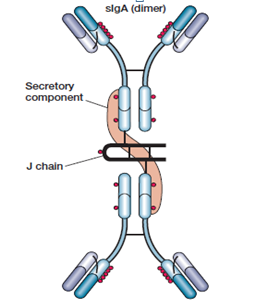 sIgA (dimer)
Secretory
component
J chain